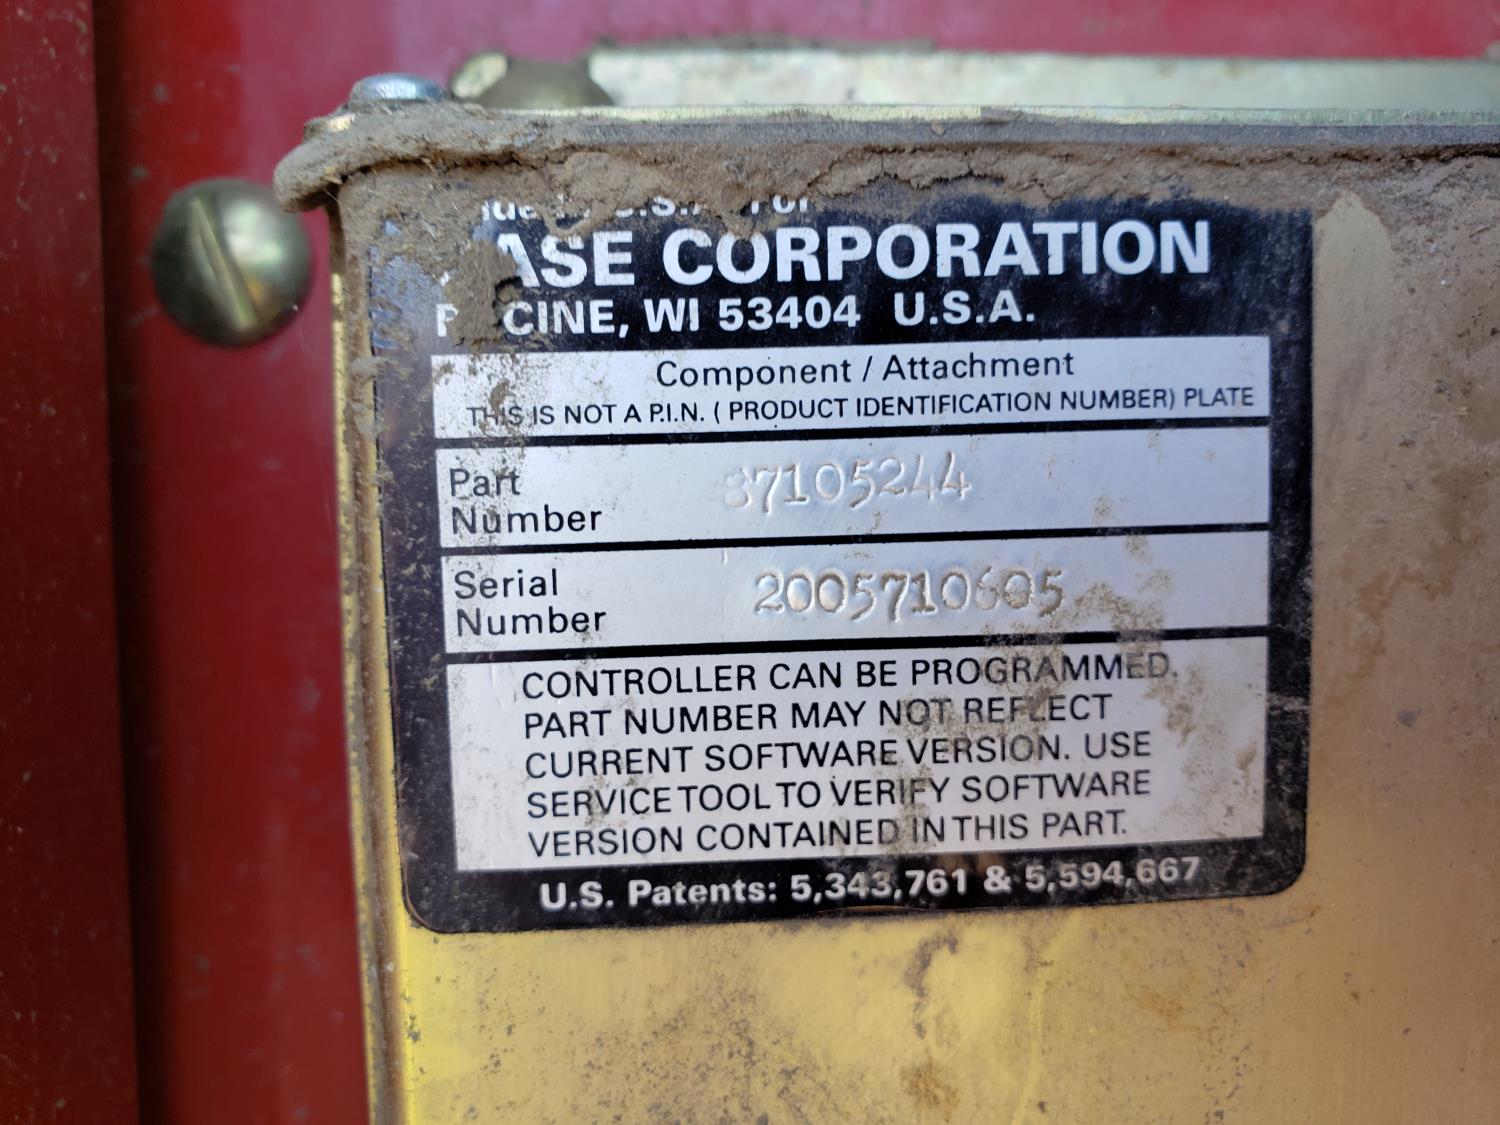 CASE CORPORATION
RACINE, WI 53404 U.S.A.
Component / Attachment
THIS IS NOT A P.I.N. ( PRODUCT IDENTIFICATION NUMBER) PLATE
Part
Number 87105244
Serial
Number 2005710605
CONTROLLER CAN BE PROGRAMMED.
PART NUMBER MAY NOT REFLECT
CURRENT SOFTWARE VERSION. USE
SERVICE TOOL TO VERIFY SOFTWARE
VERSION CONTAINED IN THIS PART.
U.S. Patents: 5,343,761 & 5,594,667